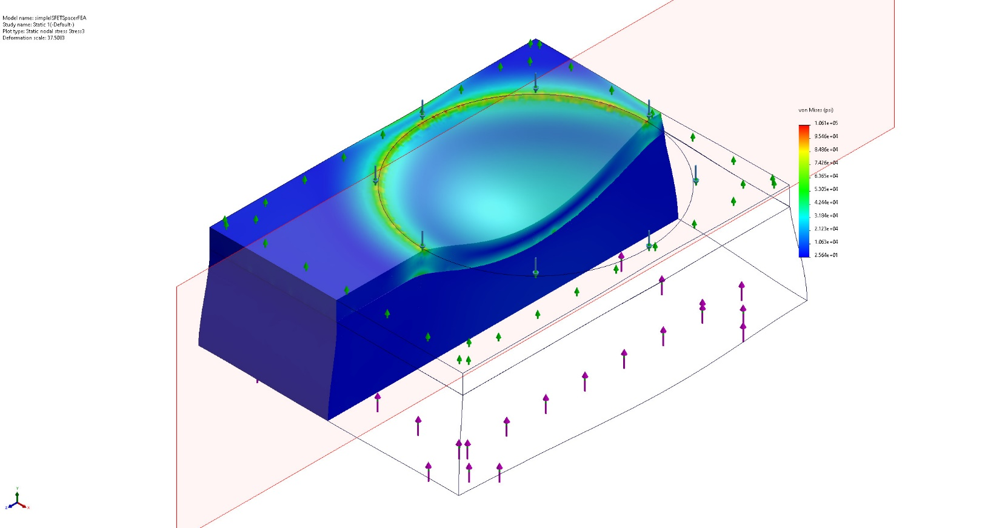 Model name: simpleISFETSpacerFEA
Study name: Static 1(-Default-)
Plot type: Static nodal stress Stress3
Deformation scale: 37.5083
von Mises (psi)
1.061e+05
9.546e+04
8.486e+04
7.426e+04
6.365e+04
5.305e+04
4.244e+04
3.184e+04
2.123e+04
1.063e+04
2.564e+01
Y
Z
X